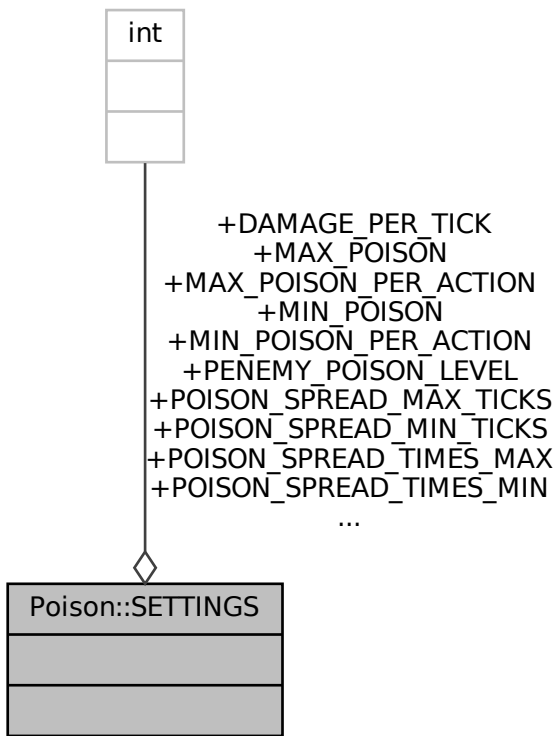 int
+DAMAGE_PER_TICK
+MAX_POISON
+MAX_POISON_PER_ACTION
+MIN_POISON
+MIN_POISON_PER_ACTION
+PENEMY_POISON_LEVEL
+POISON_SPREAD_MAX_TICKS
+POISON_SPREAD_MIN_TICKS
+POISON_SPREAD_TIMES_MAX
+POISON_SPREAD_TIMES_MIN
...
Poison::SETTINGS